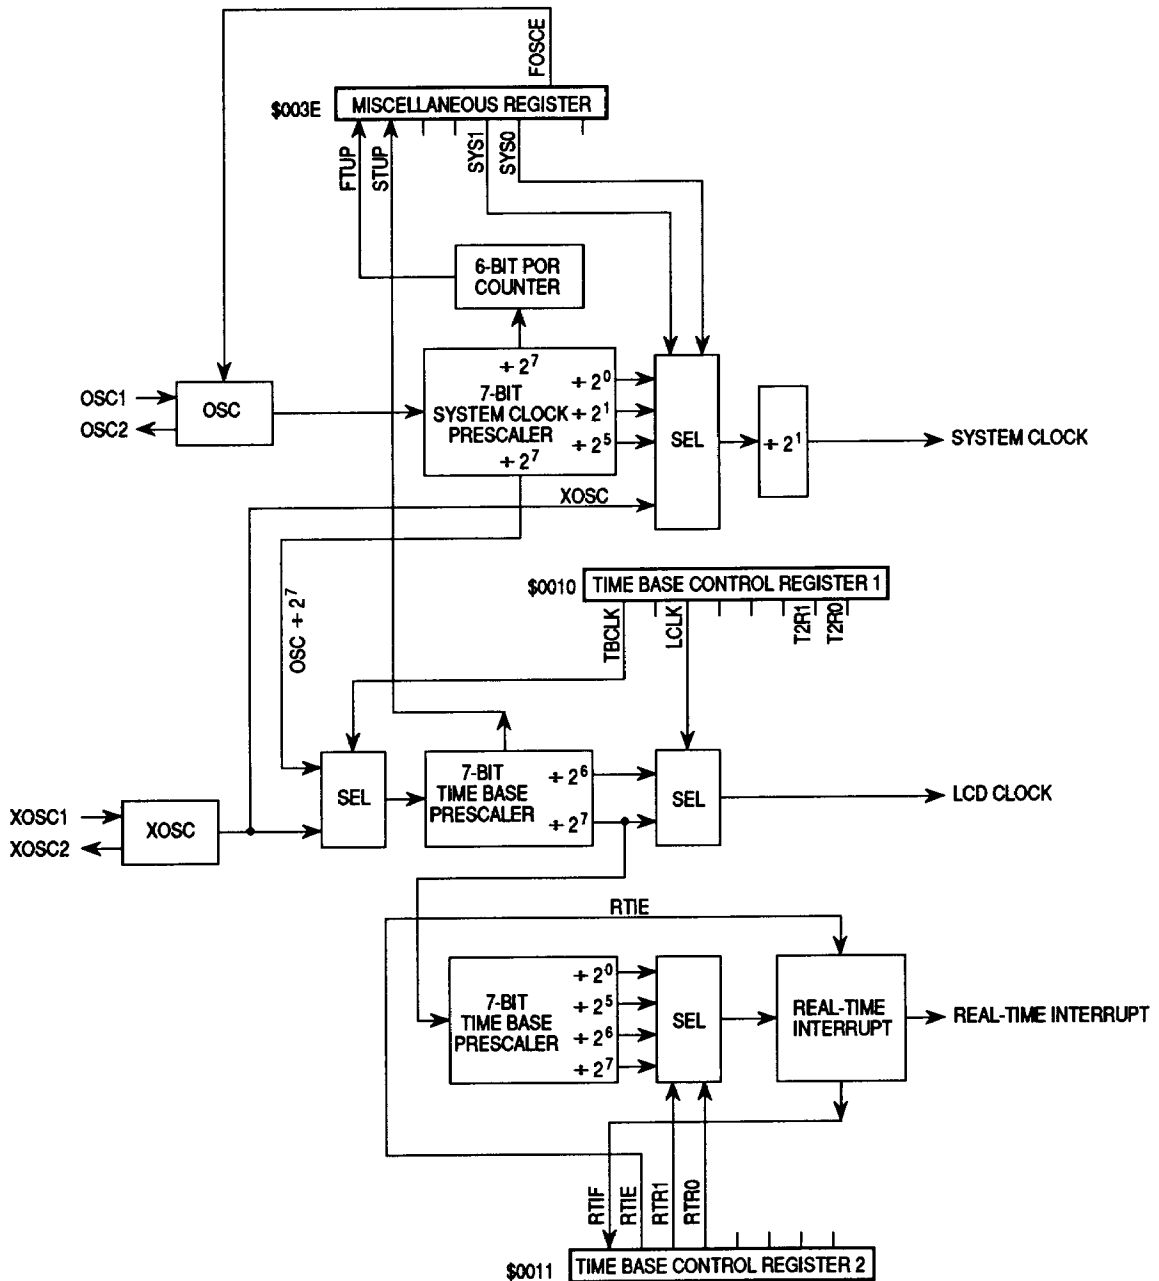 FOSCE
$003E
MISCELLANEOUS REGISTER
FTUP
STUP
SYS1
SYS0
6-BIT POR
COUNTER
÷ 2⁷
7-BIT
SYSTEM CLOCK
PRESCALER
÷ 2⁷
÷ 2⁰
÷ 2¹
÷ 2⁵
OSC1
OSC2
OSC
SEL
÷ 2¹
SYSTEM CLOCK
XOSC
$0010
TIME BASE CONTROL REGISTER 1
TBCLK
LCLK
T2R1
T2R0
OSC ÷ 2⁷
SEL
7-BIT
TIME BASE
PRESCALER
÷ 2⁶
÷ 2⁷
SEL
LCD CLOCK
XOSC1
XOSC2
XOSC
RTIE
7-BIT
TIME BASE
PRESCALER
÷ 2⁰
÷ 2⁵
÷ 2⁶
÷ 2⁷
SEL
REAL-TIME
INTERRUPT
REAL-TIME INTERRUPT
RTIF
RTIE
RTR1
RTR0
$0011
TIME BASE CONTROL REGISTER 2